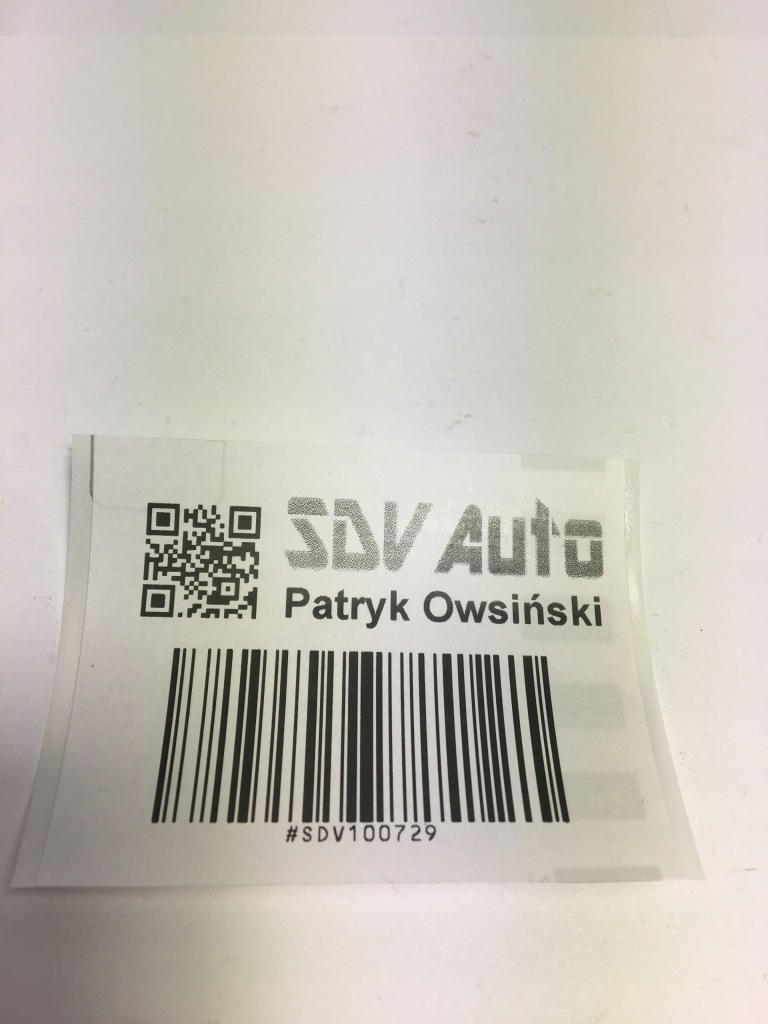 SDV Auto
Patryk Owsiński
#SDV100729